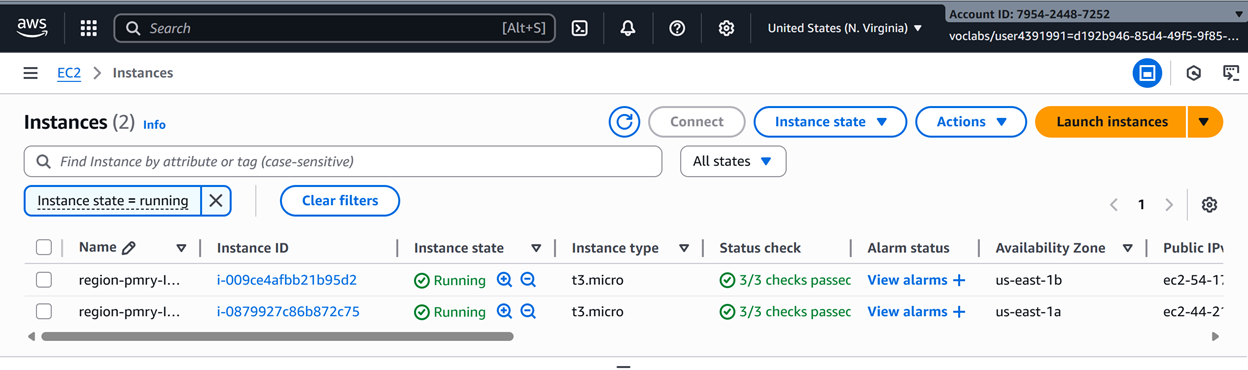 aws Search [Alt+S] United States (N. Virginia) Account ID: 7954-2448-7252
voclabs/user4391991=d192b946-85d4-49f5-9f85-...
EC2 > Instances
Instances (2) Info Connect Instance state Actions Launch instances
Find Instance by attribute or tag (case-sensitive) All states
Instance state = running Clear filters 1
Name Instance ID Instance state Instance type Status check Alarm status Availability Zone Public IPv
region-pmry-I... i-009ce4afbb21b95d2 Running t3.micro 3/3 checks passec View alarms + us-east-1b ec2-54-17
region-pmry-I... i-0879927c86b872c75 Running t3.micro 3/3 checks passec View alarms + us-east-1a ec2-44-21